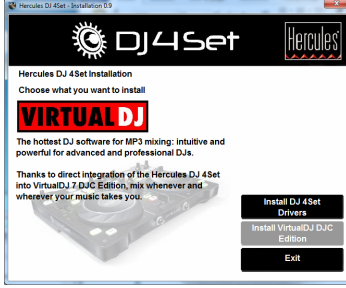 Hercules DJ 4Set - Installation 0.9
DJ4Set
Hercules
Hercules DJ 4Set Installation
Choose what you want to install
VIRTUALDJ
The hottest DJ software for MP3 mixing: intuitive and
powerful for advanced and professional DJs.
Thanks to direct integration of the Hercules DJ 4Set
into VirtualDJ 7 DJC Edition, mix whenever and
wherever your music takes you.
Install DJ 4Set
Drivers
Install VirtualDJ DJC
Edition
Exit